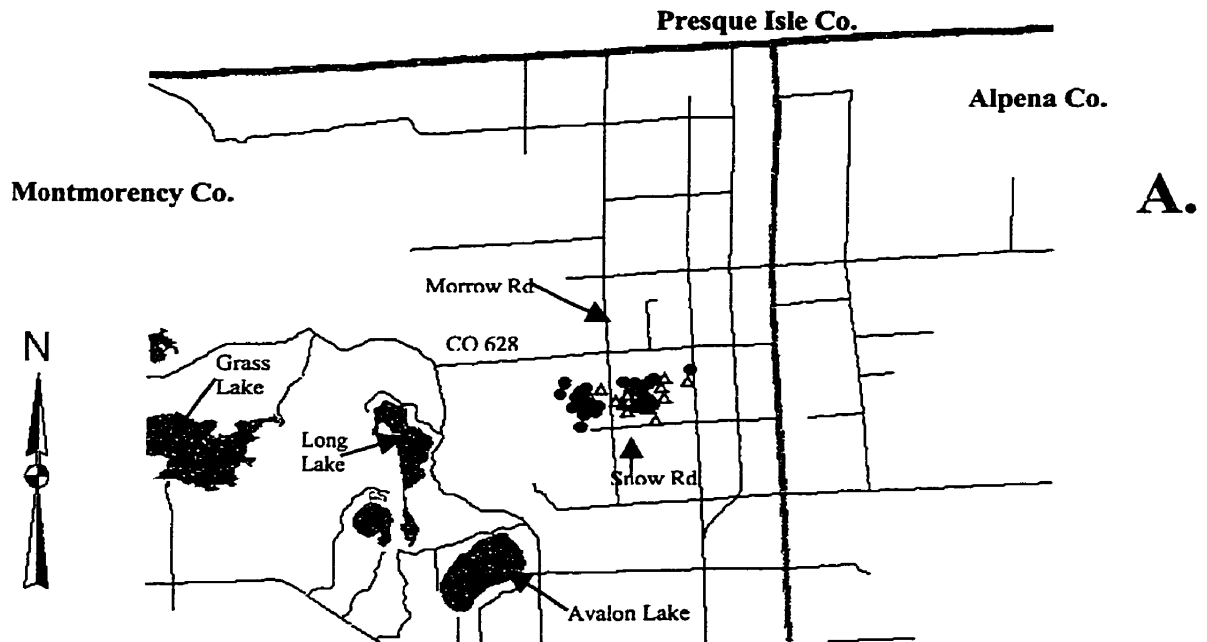 Presque Isle Co.
Alpena Co.
Montmorency Co.
A.
Morrow Rd
N
CO 628
Grass
Lake
Long
Lake
Snow Rd
Avalon Lake